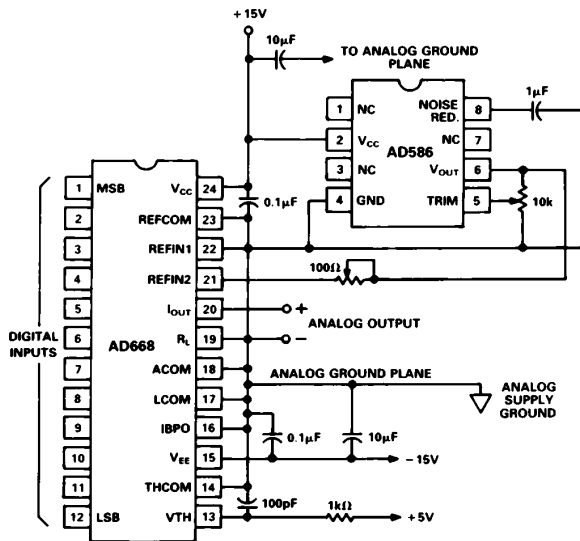 +15V
10μF
TO ANALOG GROUND
PLANE
1 NC
NOISE
RED. 8
1μF
2 VCC
AD586
NC 7
3 NC
VOUT 6
4 GND
TRIM 5
10k
1 MSB
VCC 24
0.1μF
2
REFCOM 23
3
REFIN1 22
4
REFIN2 21
100Ω
5
IOUT 20
+
ANALOG OUTPUT
DIGITAL
INPUTS
6
AD668
RL 19
–
7
ACOM 18
ANALOG GROUND PLANE
8
LCOM 17
ANALOG
SUPPLY
GROUND
9
IBPO 16
0.1μF
10μF
10
VEE 15
–15V
11
THCOM 14
100pF
1kΩ
12 LSB
VTH 13
+5V